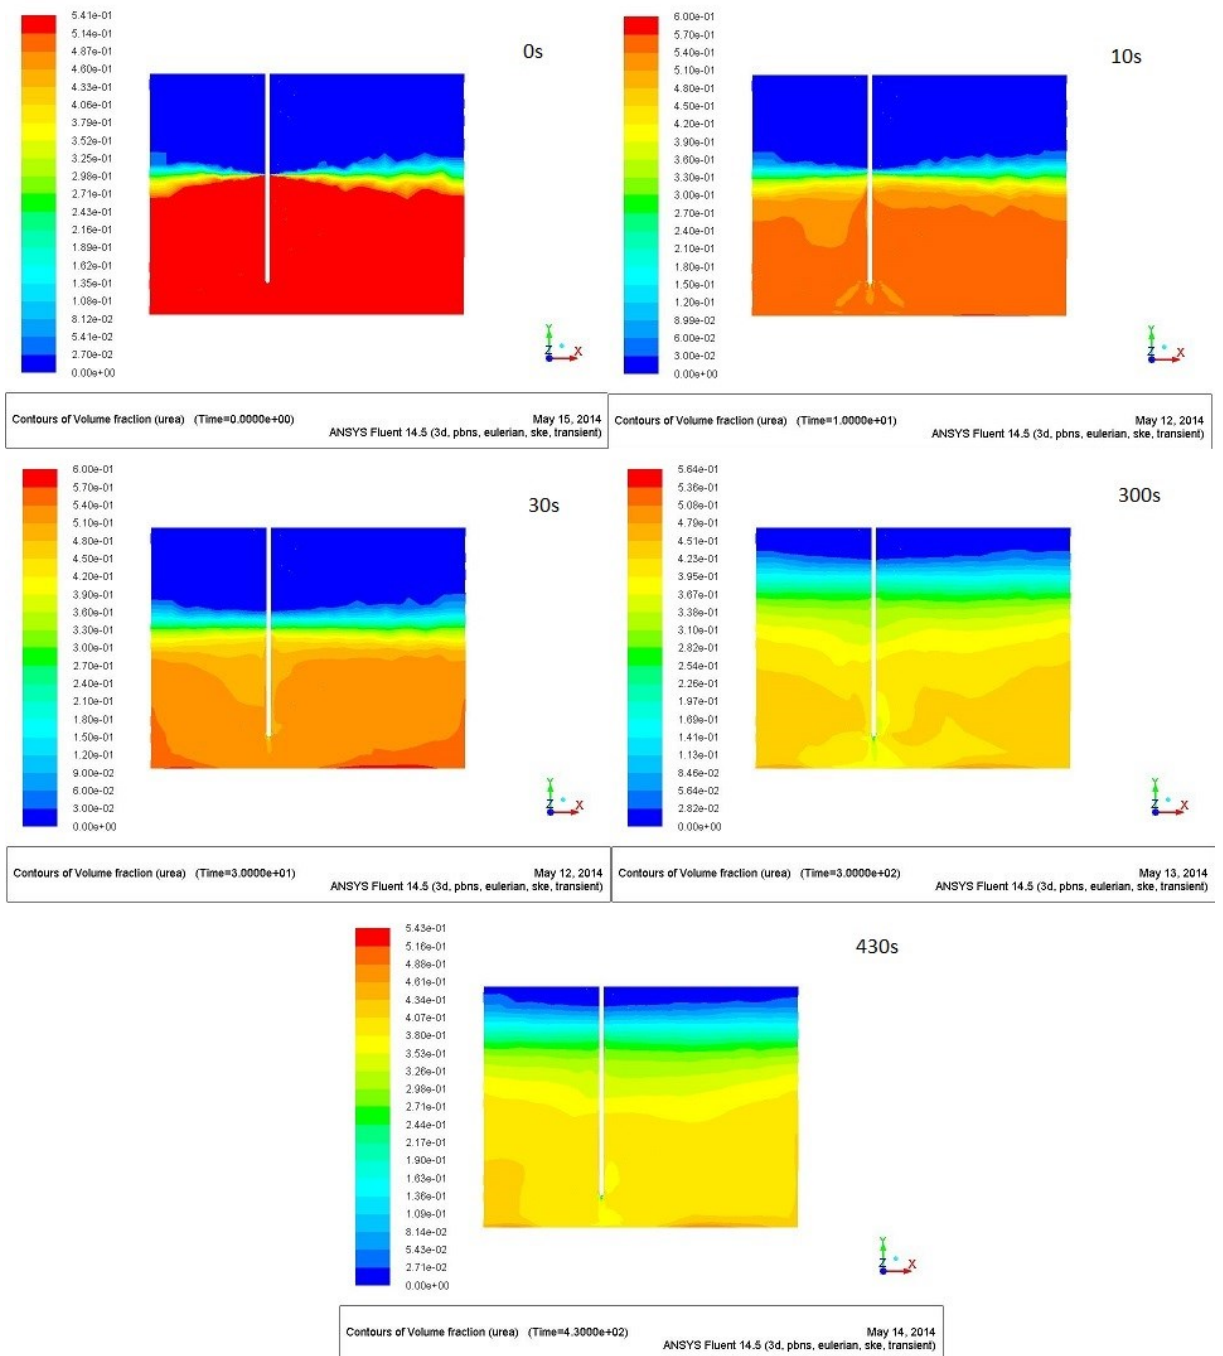 5.41e-01
5.14e-01
4.87e-01
4.60e-01
4.33e-01
4.06e-01
3.79e-01
3.52e-01
3.25e-01
2.98e-01
2.71e-01
2.43e-01
2.16e-01
1.89e-01
1.62e-01
1.35e-01
1.08e-01
8.12e-02
5.41e-02
2.70e-02
0.00e+00
0s
Y
Z X
Contours of Volume fraction (urea) (Time=0.0000e+00) May 15, 2014
ANSYS Fluent 14.5 (3d, pbns, eulerian, ske, transient)
6.00e-01
5.70e-01
5.40e-01
5.10e-01
4.80e-01
4.50e-01
4.20e-01
3.90e-01
3.60e-01
3.30e-01
3.00e-01
2.70e-01
2.40e-01
2.10e-01
1.80e-01
1.50e-01
1.20e-01
8.99e-02
6.00e-02
3.00e-02
0.00e+00
10s
Y
Z X
Contours of Volume fraction (urea) (Time=1.0000e+01) May 12, 2014
ANSYS Fluent 14.5 (3d, pbns, eulerian, ske, transient)
6.00e-01
5.70e-01
5.40e-01
5.10e-01
4.80e-01
4.50e-01
4.20e-01
3.90e-01
3.60e-01
3.30e-01
3.00e-01
2.70e-01
2.40e-01
2.10e-01
1.80e-01
1.50e-01
1.20e-01
9.00e-02
6.00e-02
3.00e-02
0.00e+00
30s
Y
Z X
Contours of Volume fraction (urea) (Time=3.0000e+01) May 12, 2014
ANSYS Fluent 14.5 (3d, pbns, eulerian, ske, transient)
5.64e-01
5.36e-01
5.08e-01
4.79e-01
4.51e-01
4.23e-01
3.95e-01
3.67e-01
3.38e-01
3.10e-01
2.82e-01
2.54e-01
2.26e-01
1.97e-01
1.69e-01
1.41e-01
1.13e-01
8.46e-02
5.64e-02
2.82e-02
0.00e+00
300s
Y
Z X
Contours of Volume fraction (urea) (Time=3.0000e+02) May 13, 2014
ANSYS Fluent 14.5 (3d, pbns, eulerian, ske, transient)
5.43e-01
5.16e-01
4.88e-01
4.61e-01
4.34e-01
4.07e-01
3.80e-01
3.53e-01
3.26e-01
2.98e-01
2.71e-01
2.44e-01
2.17e-01
1.90e-01
1.63e-01
1.36e-01
1.09e-01
8.14e-02
5.43e-02
2.71e-02
0.00e+00
430s
Y
Z X
Contours of Volume fraction (urea) (Time=4.3000e+02) May 14, 2014
ANSYS Fluent 14.5 (3d, pbns, eulerian, ske, transient)